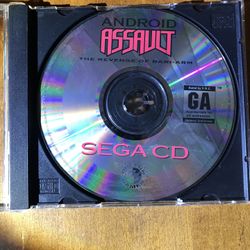 ANDROID
ASSAULT
THE REVENGE OF BARI-ARM
GA
SEGA CD